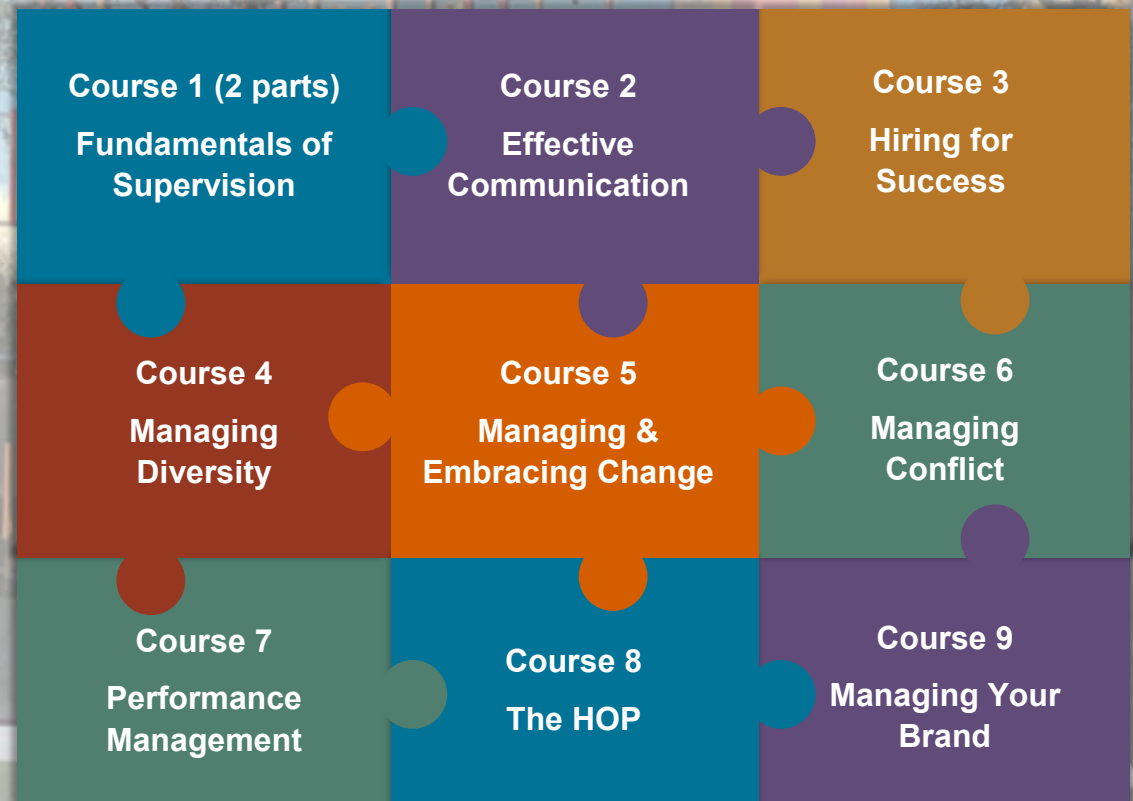 Course 1 (2 parts)
Fundamentals of
Supervision
Course 2
Effective
Communication
Course 3
Hiring for
Success
Course 4
Managing
Diversity
Course 5
Managing &
Embracing Change
Course 6
Managing
Conflict
Course 7
Performance
Management
Course 8
The HOP
Course 9
Managing Your
Brand